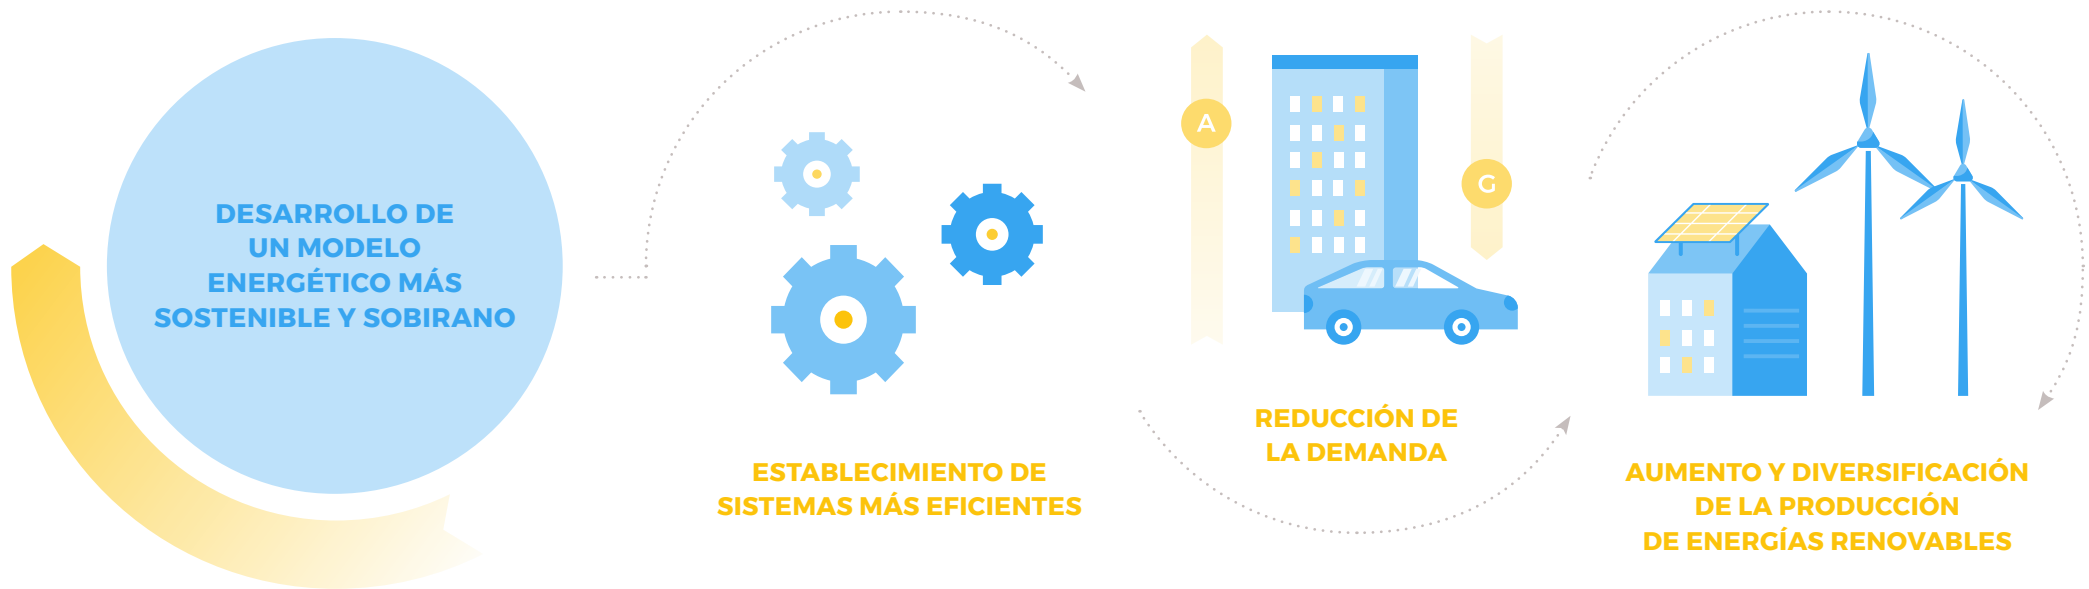 DESARROLLO DE
UN MODELO
ENERGÉTICO MÁS
SOSTENIBLE Y SOBIRANO
ESTABLECIMIENTO DE
SISTEMAS MÁS EFICIENTES
A
G
REDUCCIÓN DE
LA DEMANDA
AUMENTO Y DIVERSIFICACIÓN
DE LA PRODUCCIÓN
DE ENERGÍAS RENOVABLES